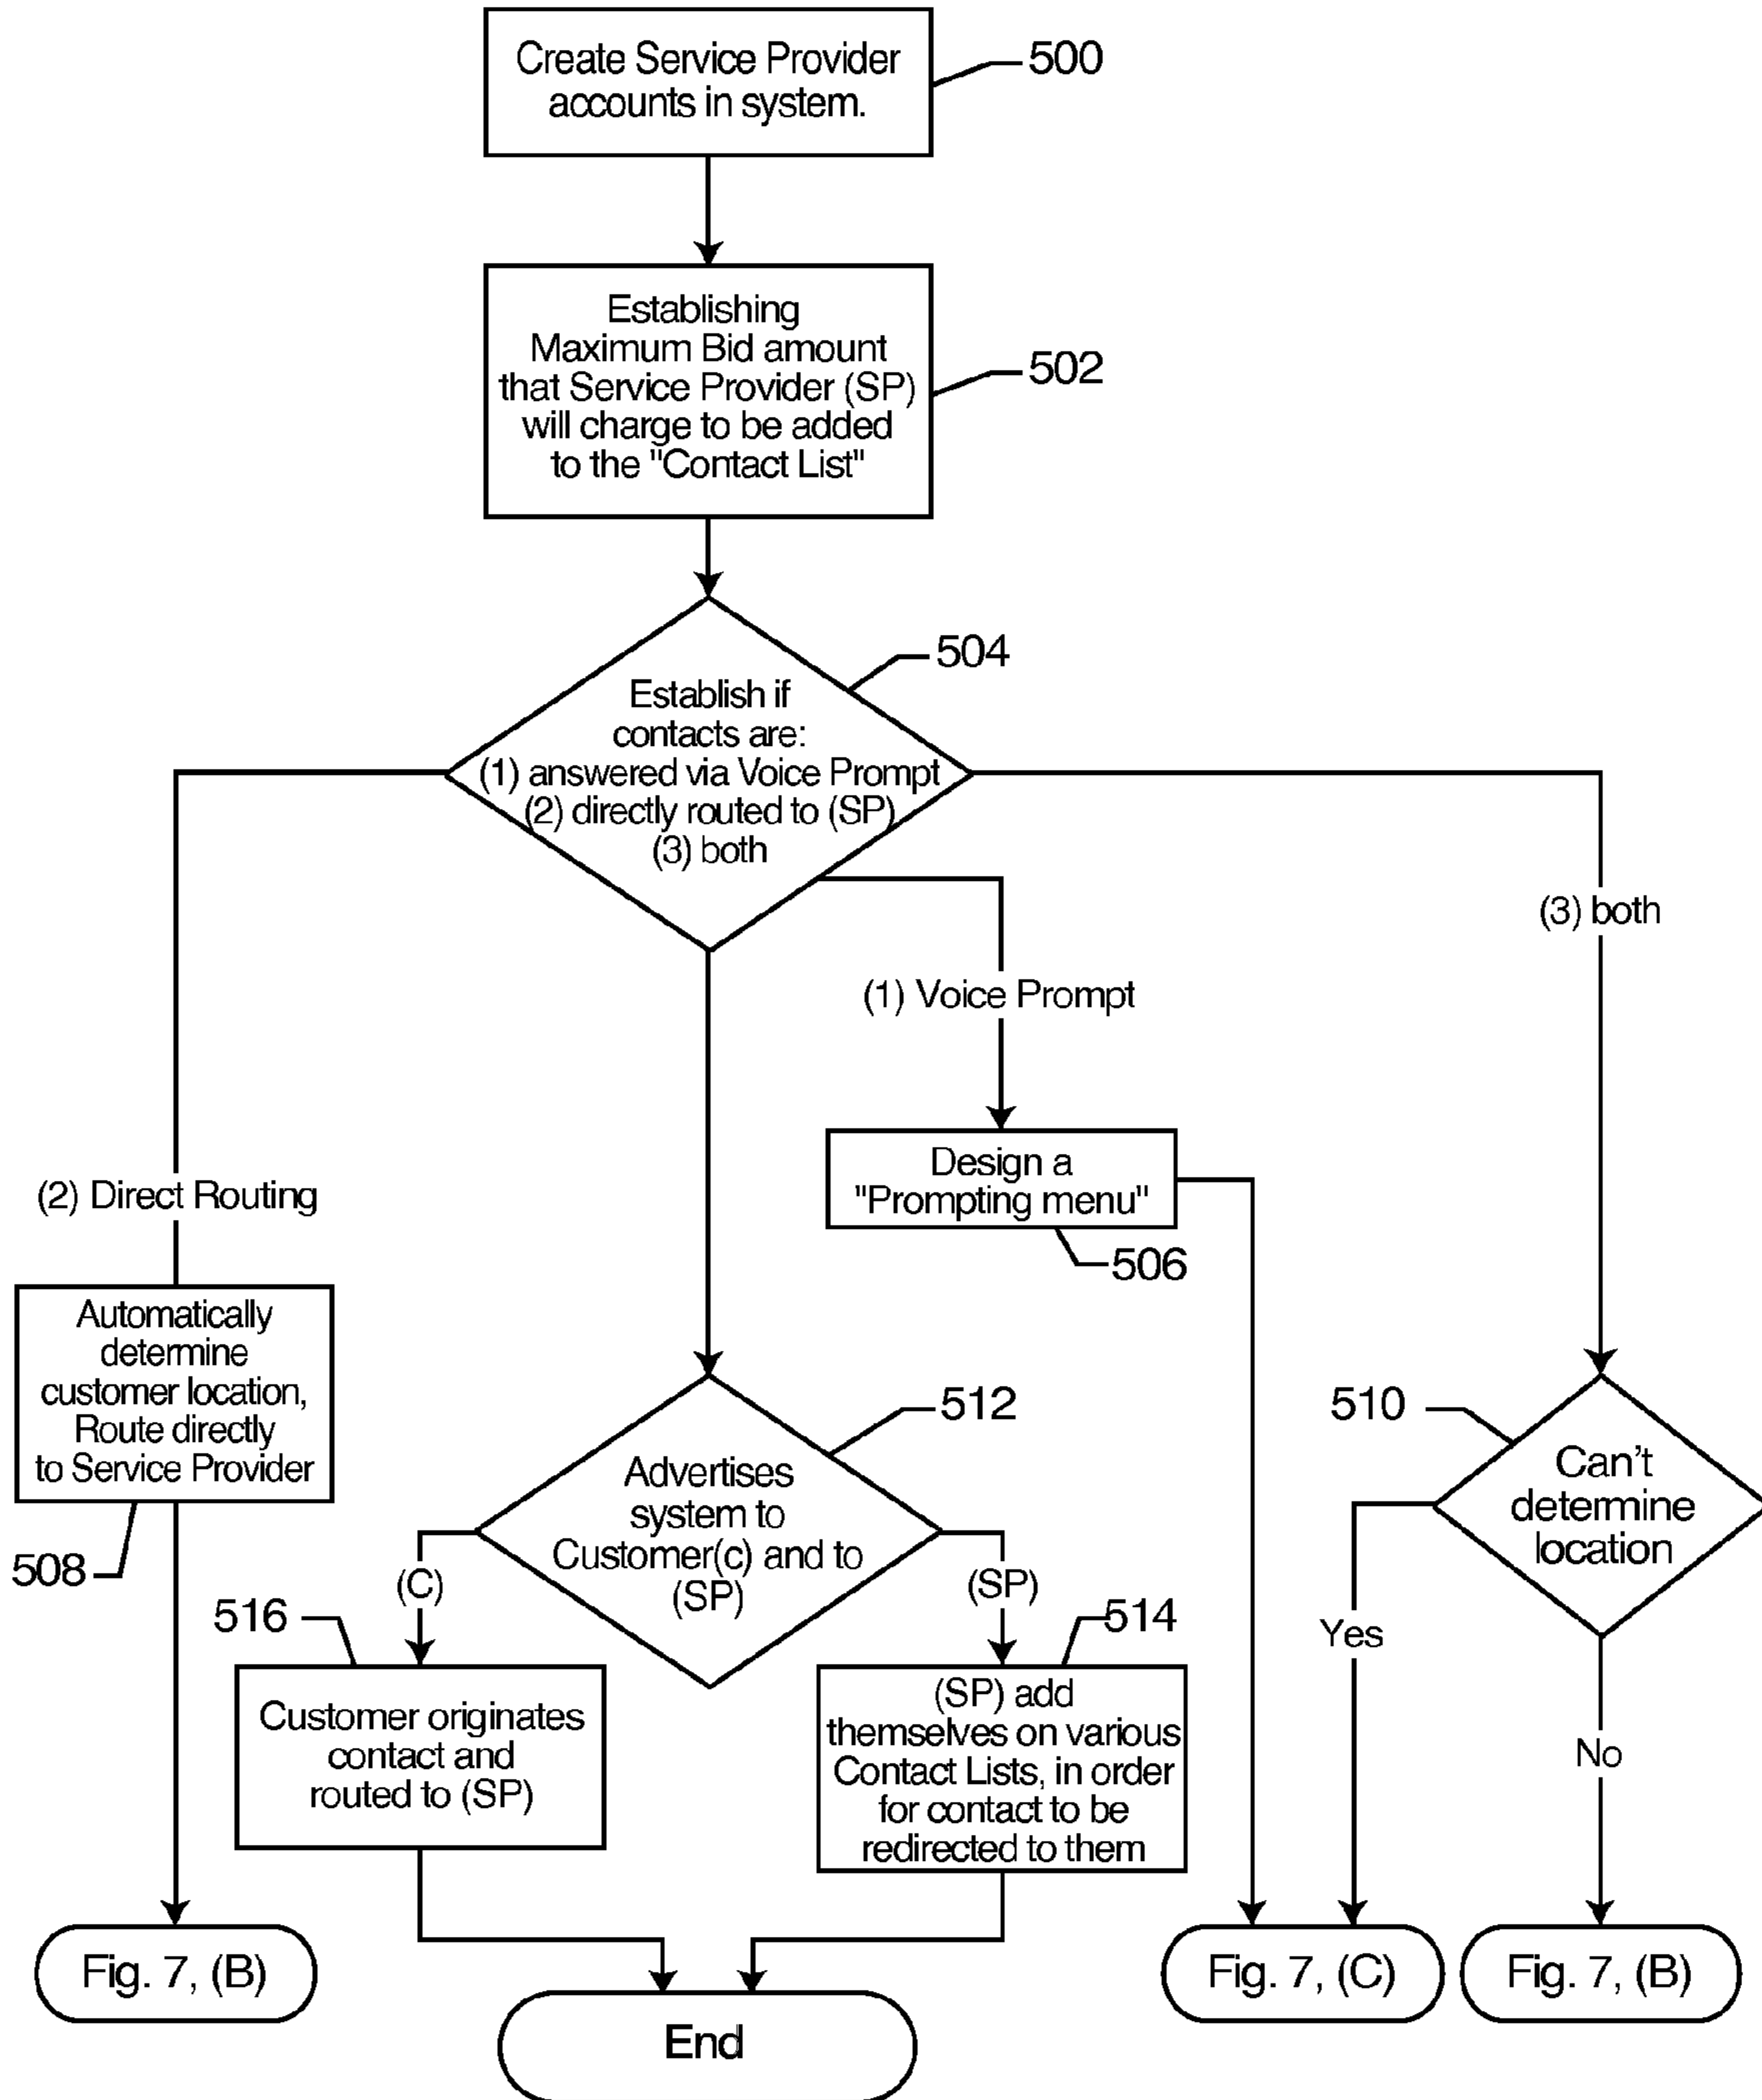 Create Service Provider
accounts in system.
500
Establishing
Maximum Bid amount
that Service Provider (SP)
will charge to be added
to the "Contact List"
502
504
Establish if
contacts are:
(1) answered via Voice Prompt
(2) directly routed to (SP)
(3) both
(3) both
(1) Voice Prompt
(2) Direct Routing
Design a
"Prompting menu"
506
Automatically
determine
customer location,
Route directly
to Service Provider
508
512
Advertises
system to
Customer(c) and to
(SP)
510
Can't
determine
location
(C)
(SP)
516
514
Yes
No
Customer originates
contact and
routed to (SP)
(SP) add
themselves on various
Contact Lists, in order
for contact to be
redirected to them
Fig. 7, (B)
End
Fig. 7, (C)
Fig. 7, (B)